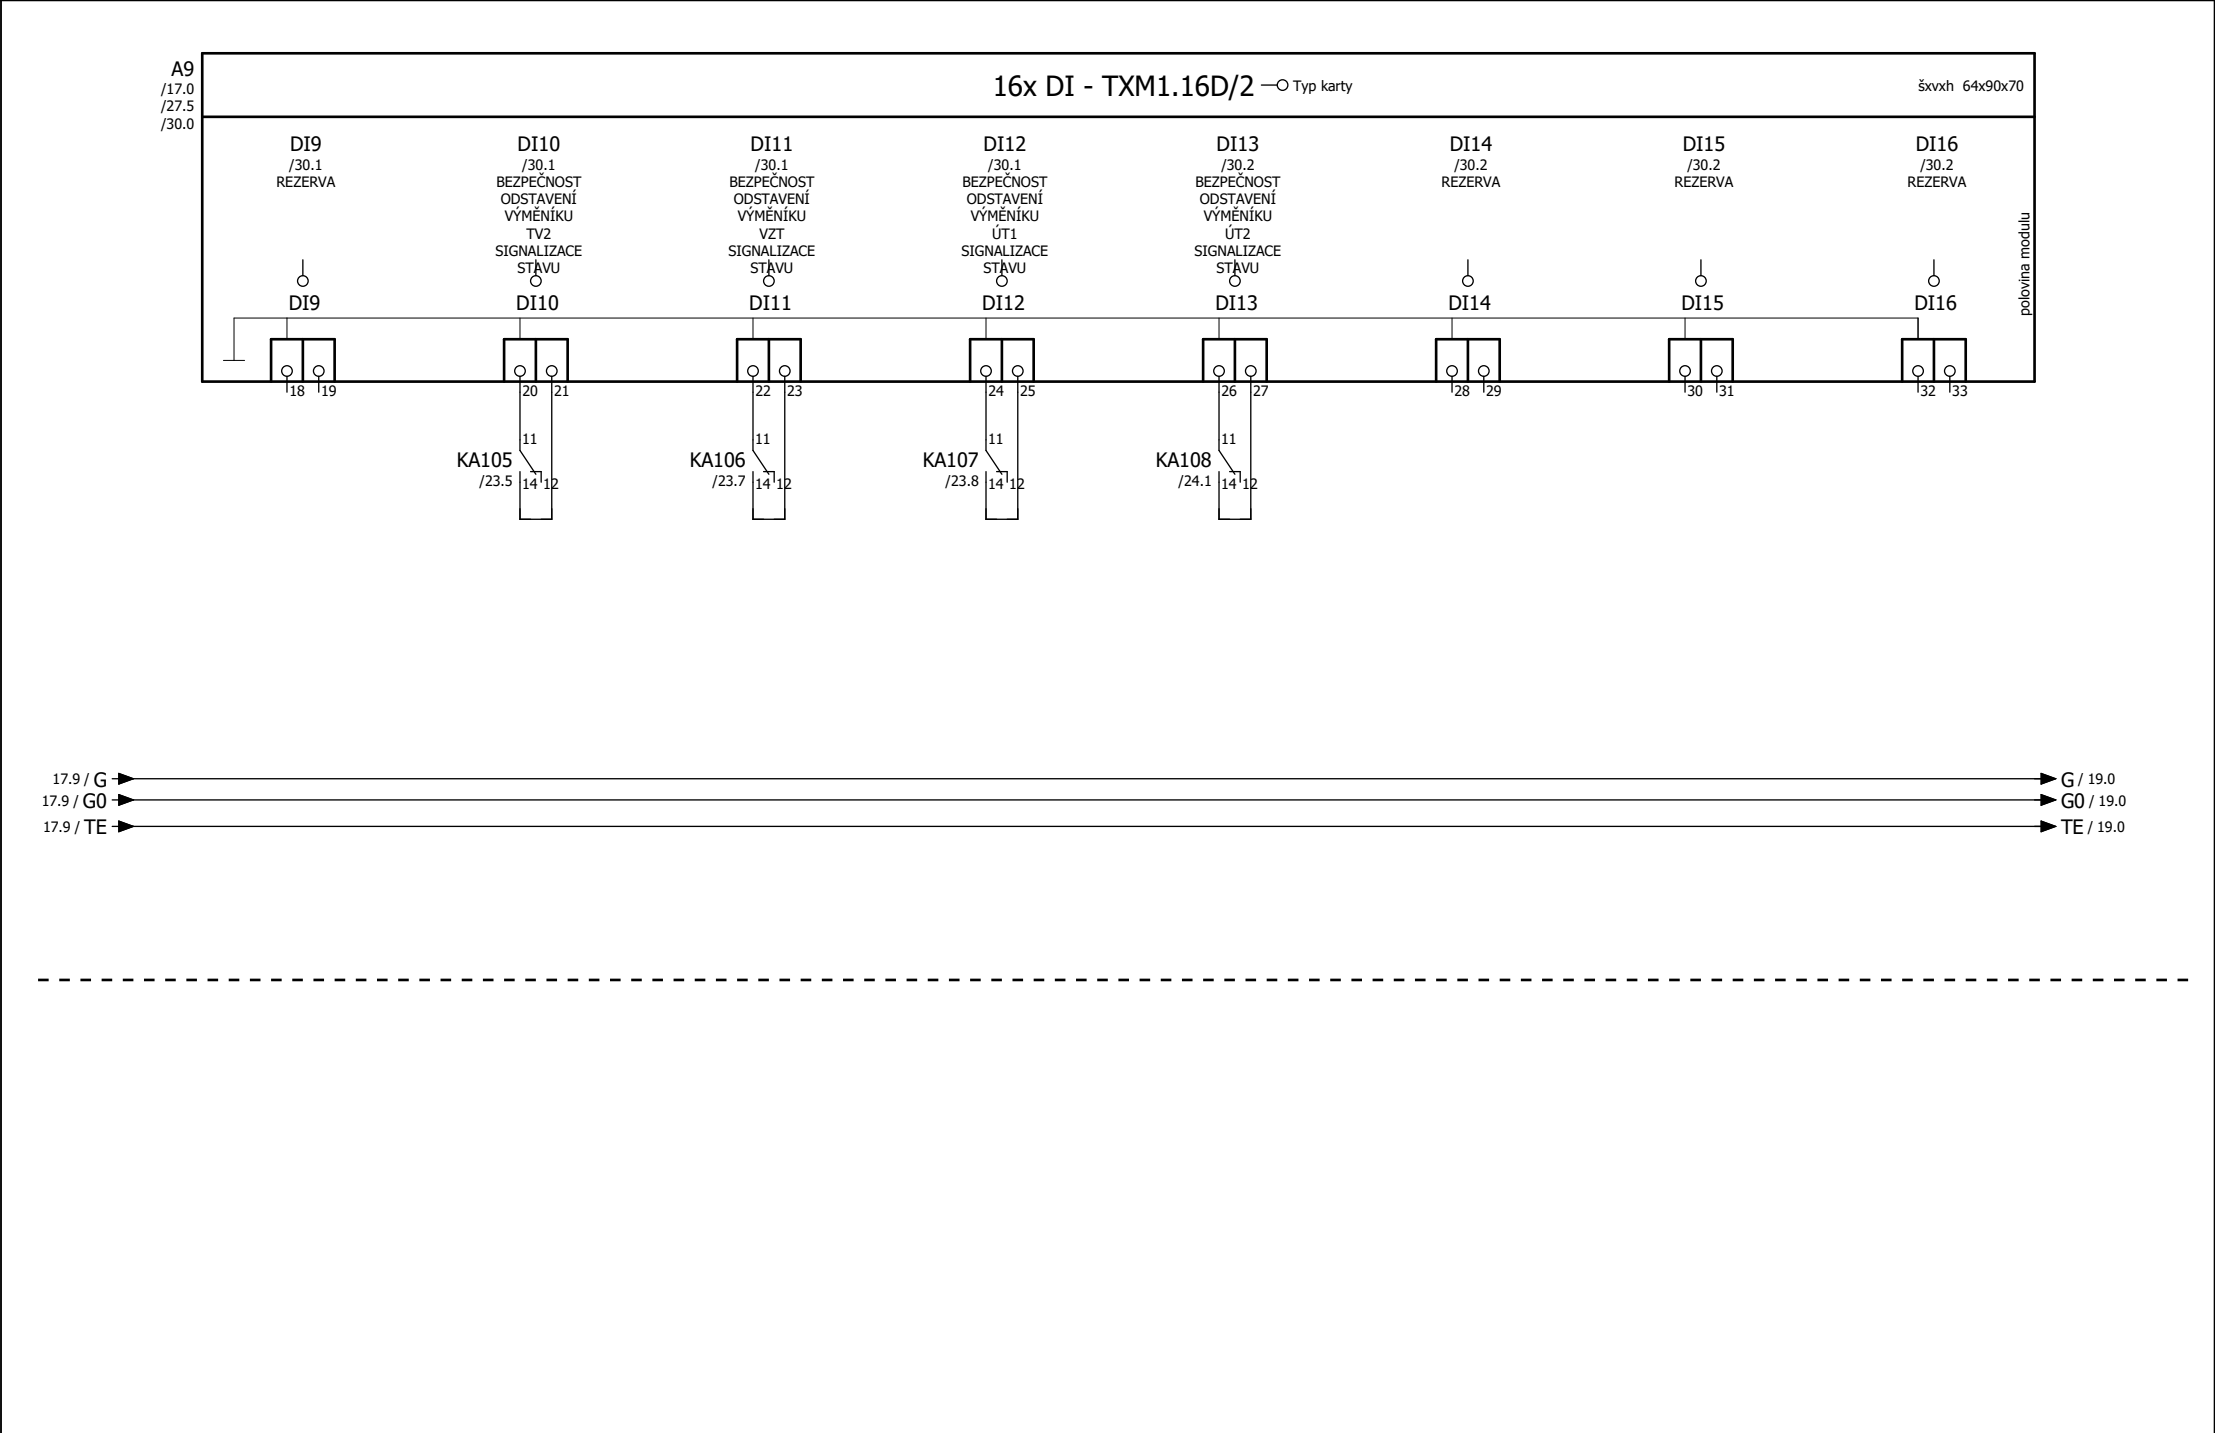 A9
/17.0
/27.5
/30.0
16x DI - TXM1.16D/2 Typ karty
šxvxh 64x90x70
DI9
/30.1
REZERVA
DI10
/30.1
BEZPEČNOST
ODSTAVENÍ
VÝMĚNÍKU
TV2
SIGNALIZACE
STAVU
DI11
/30.1
BEZPEČNOST
ODSTAVENÍ
VÝMĚNÍKU
VZT
SIGNALIZACE
STAVU
DI12
/30.1
BEZPEČNOST
ODSTAVENÍ
VÝMĚNÍKU
ÚT1
SIGNALIZACE
STAVU
DI13
/30.2
BEZPEČNOST
ODSTAVENÍ
VÝMĚNÍKU
ÚT2
SIGNALIZACE
STAVU
DI14
/30.2
REZERVA
DI15
/30.2
REZERVA
DI16
/30.2
REZERVA
polovina modulu
DI9 DI10 DI11 DI12 DI13 DI14 DI15 DI16
18 19 20 21 22 23 24 25 26 27 28 29 30 31 32 33
11 11 11 11
KA105 KA106 KA107 KA108
/23.5 14 12 /23.7 14 12 /23.8 14 12 /24.1 14 12
17.9 / G G / 19.0
17.9 / G0 G0 / 19.0
17.9 / TE TE / 19.0